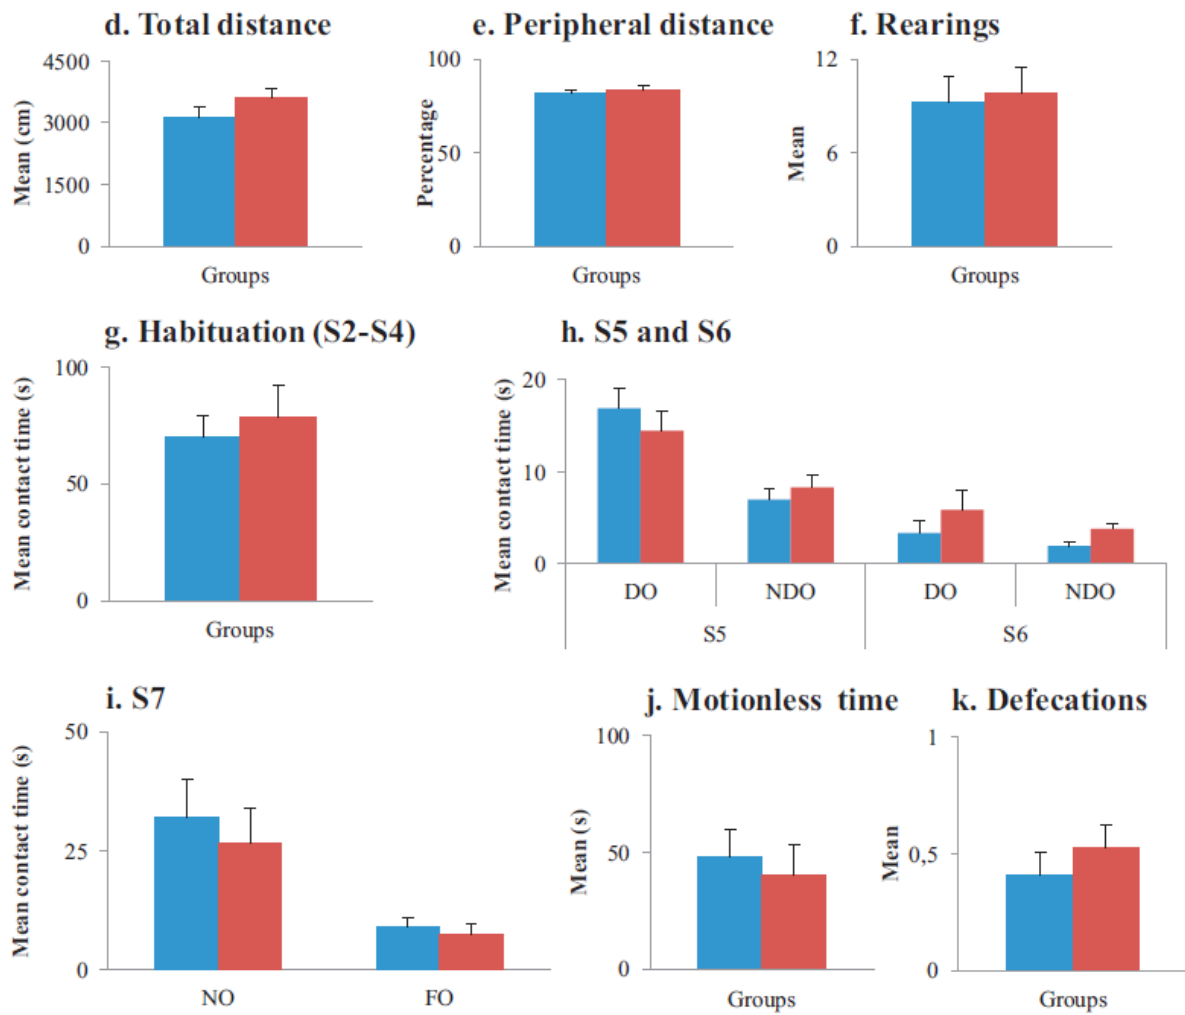 d. Total distance
4500
3000
1500
0
Mean (cm)
Groups
e. Peripheral distance
100
50
0
Percentage
Groups
f. Rearings
12
6
0
Mean
Groups
g. Habituation (S2-S4)
100
50
0
Mean contact time (s)
Groups
h. S5 and S6
20
10
0
Mean contact time (s)
DO NDO DO NDO
S5 S6
i. S7
50
25
0
Mean contact time (s)
NO FO
j. Motionless time
100
50
0
Mean (s)
Groups
k. Defecations
1
0,5
0
Mean
Groups